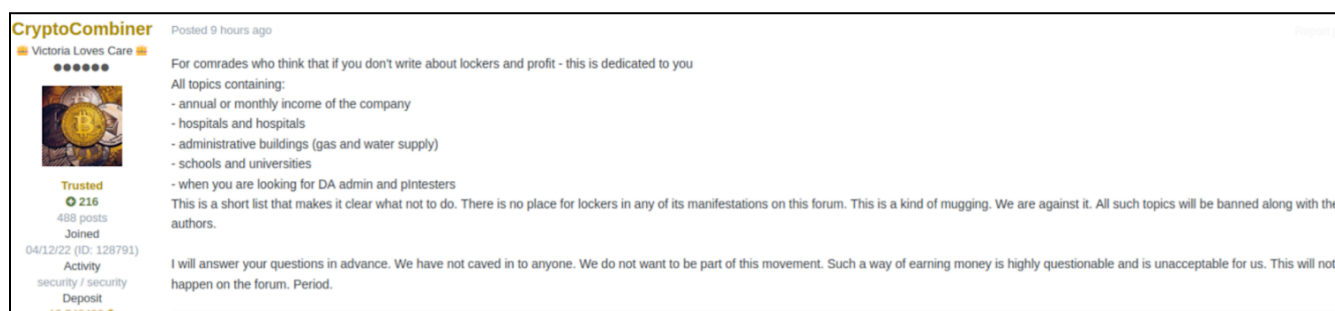 CryptoCombiner
Posted 9 hours ago
Victoria Loves Care
For comrades who think that if you don't write about lockers and profit - this is dedicated to you
All topics containing:
- annual or monthly income of the company
- hospitals and hospitals
- administrative buildings (gas and water supply)
- schools and universities
- when you are looking for DA admin and pIntesters
This is a short list that makes it clear what not to do. There is no place for lockers in any of its manifestations on this forum. This is a kind of mugging. We are against it. All such topics will be banned along with the
authors.
I will answer your questions in advance. We have not caved in to anyone. We do not want to be part of this movement. Such a way of earning money is highly questionable and is unacceptable for us. This will not
happen on the forum. Period.
Trusted
216
488 posts
Joined
04/12/22 (ID: 128791)
Activity
security / security
Deposit